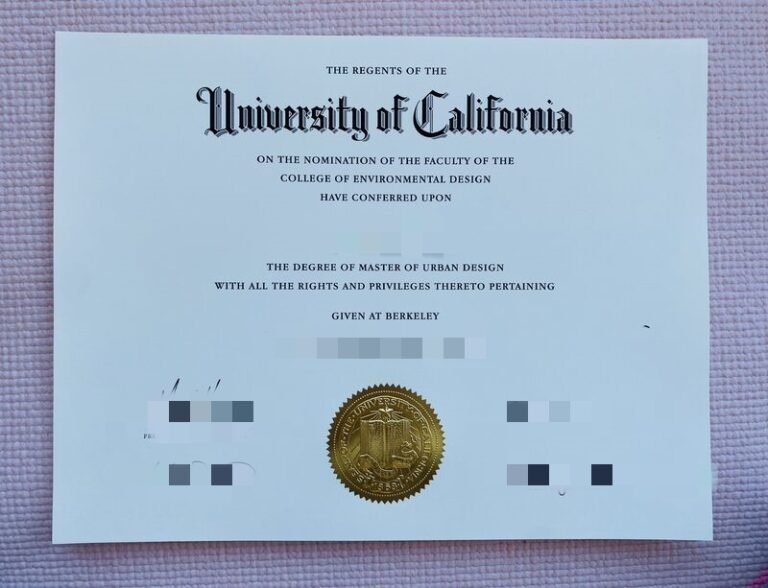 THE REGENTS OF THE
University of California
ON THE NOMINATION OF THE FACULTY OF THE
COLLEGE OF ENVIRONMENTAL DESIGN
HAVE CONFERRED UPON
THE DEGREE OF MASTER OF URBAN DESIGN
WITH ALL THE RIGHTS AND PRIVILEGES THERETO PERTAINING
GIVEN AT BERKELEY